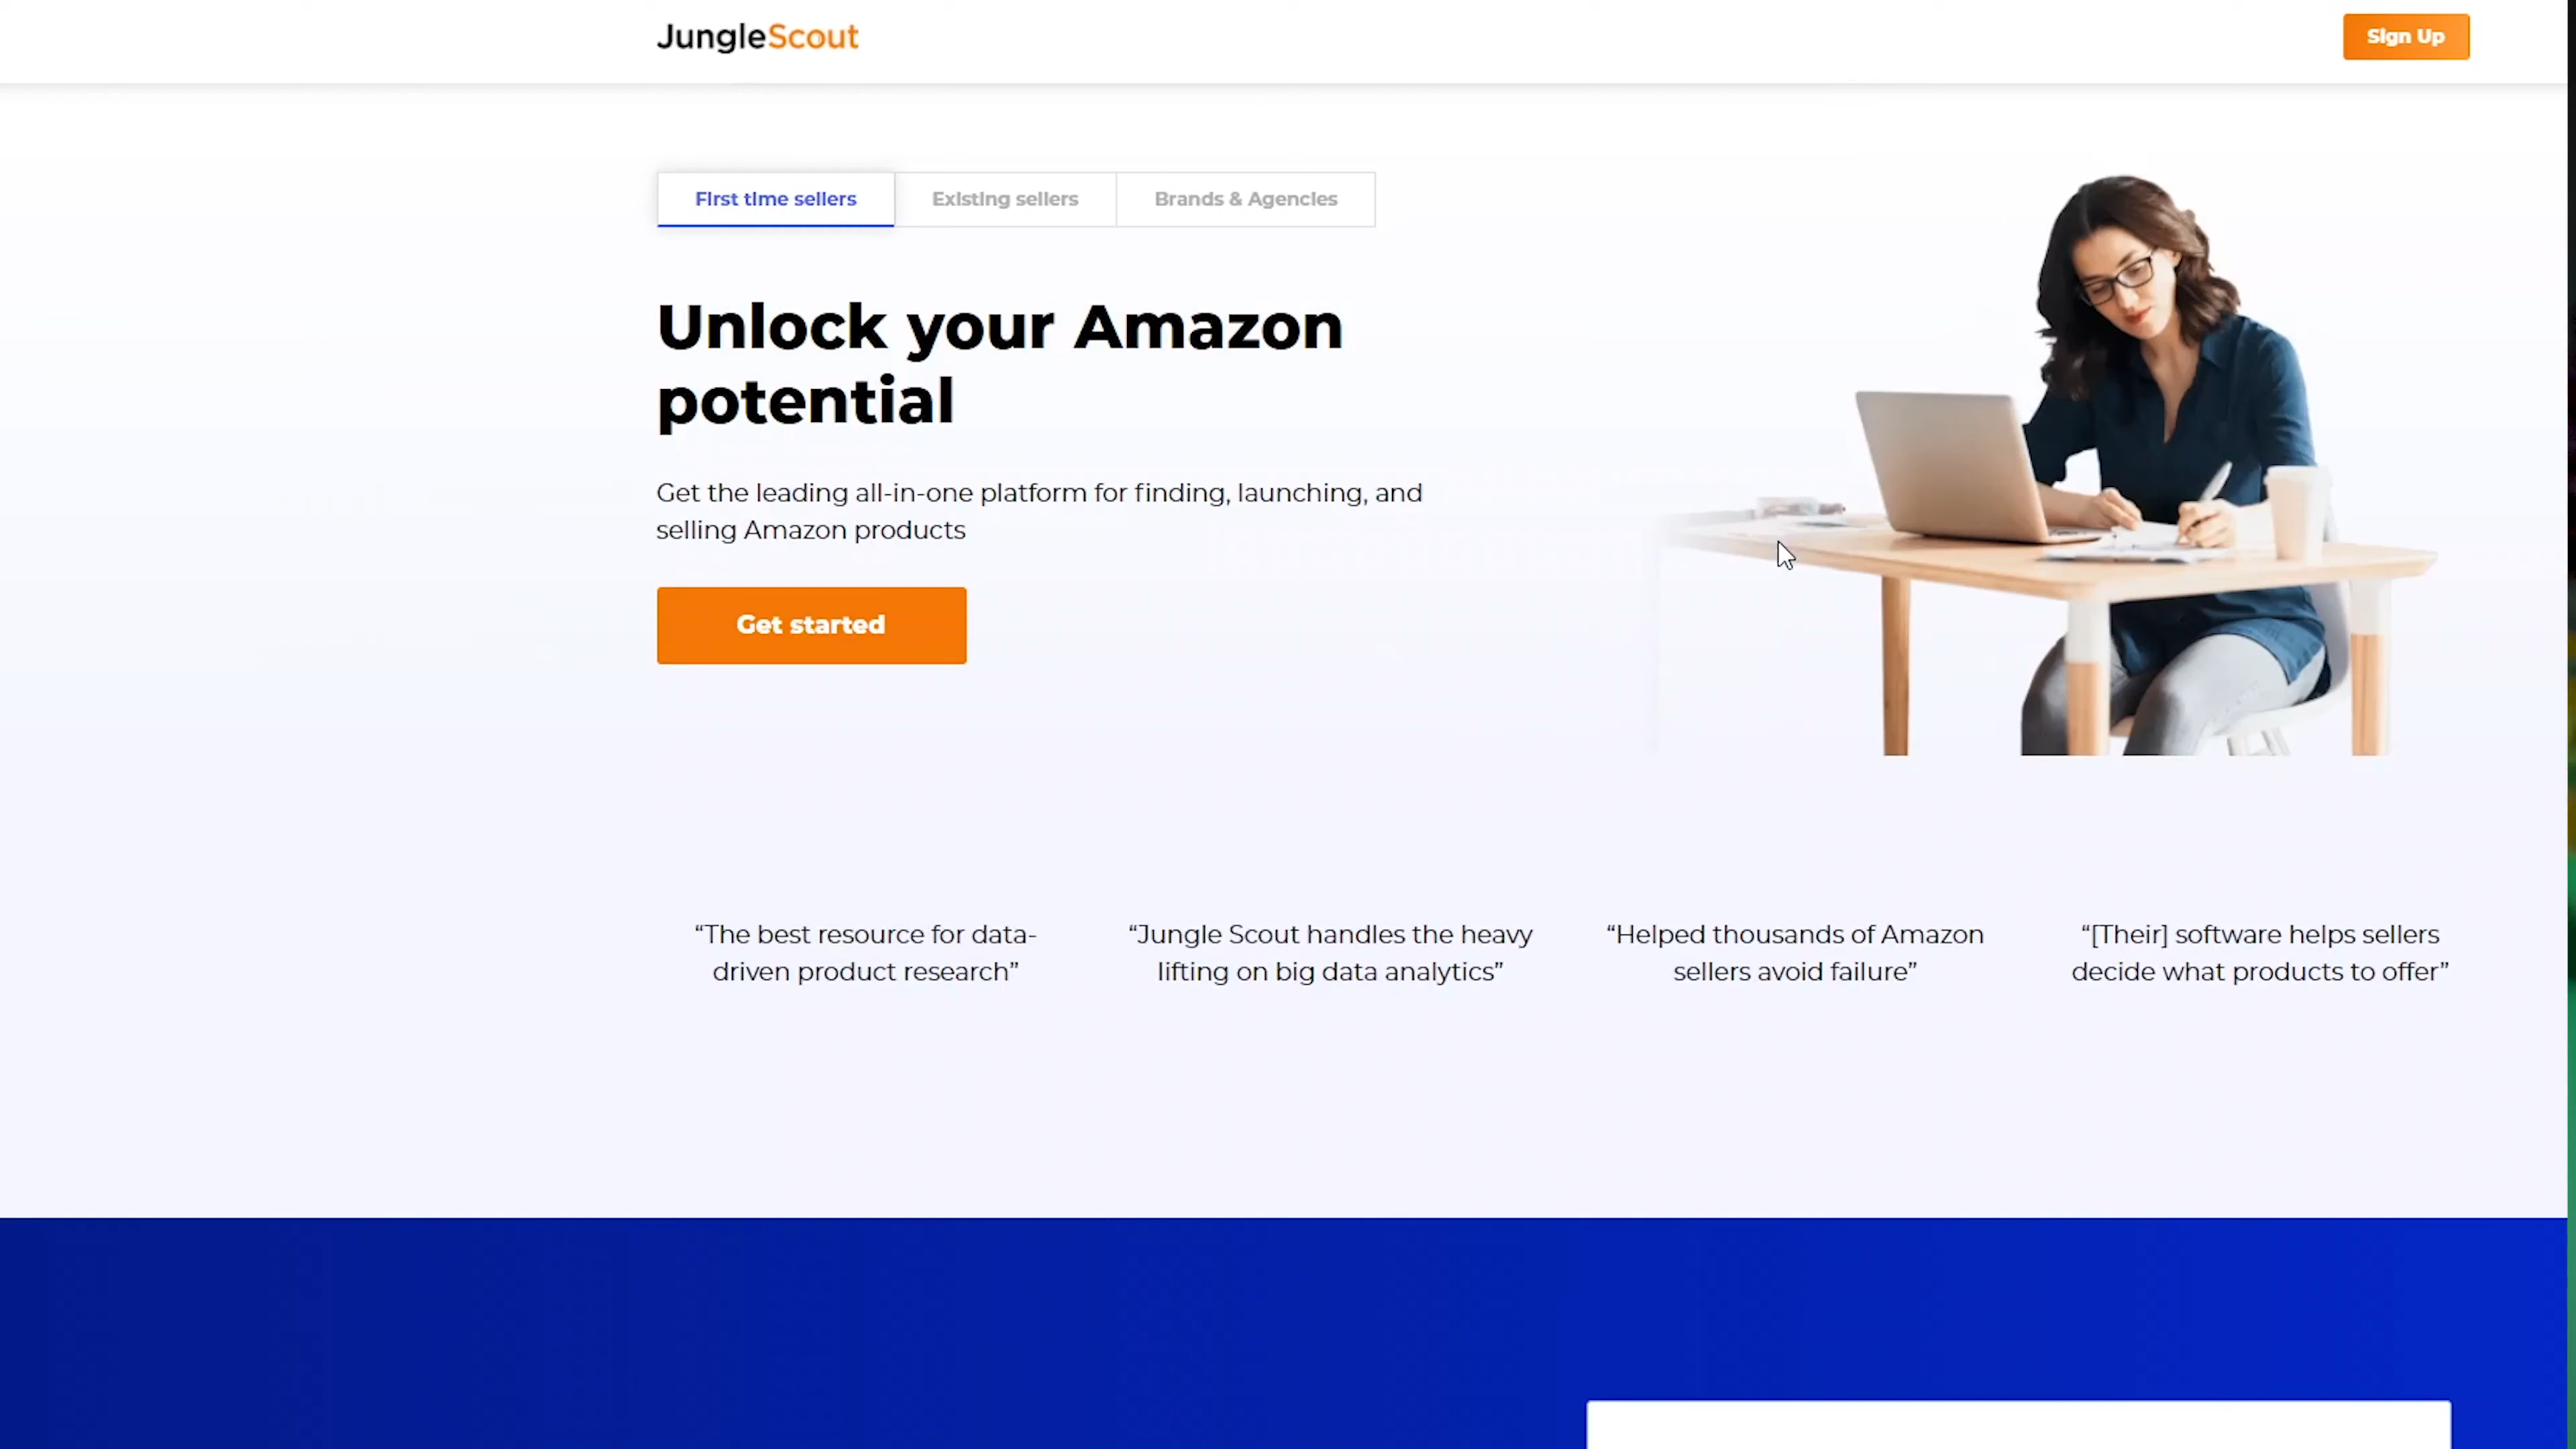 JungleScout
Sign Up
First time sellers
Existing sellers
Brands & Agencies
Unlock your Amazon
potential
Get the leading all-in-one platform for finding, launching, and
selling Amazon products
Get started
“The best resource for data-
driven product research”
“Jungle Scout handles the heavy
lifting on big data analytics”
“Helped thousands of Amazon
sellers avoid failure”
“[Their] software helps sellers
decide what products to offer”